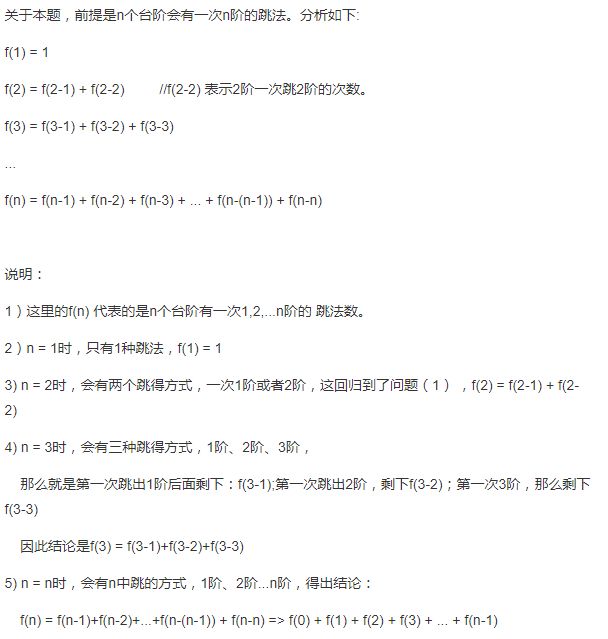 关于本题，前提是n个台阶会有一次n阶的跳法。分析如下:
f(1) = 1
f(2) = f(2-1) + f(2-2)         //f(2-2) 表示2阶一次跳2阶的次数。
f(3) = f(3-1) + f(3-2) + f(3-3)
...
f(n) = f(n-1) + f(n-2) + f(n-3) + ... + f(n-(n-1)) + f(n-n)
说明：
1）这里的f(n) 代表的是n个台阶有一次1,2,...n阶的 跳法数。
2）n = 1时，只有1种跳法，f(1) = 1
3) n = 2时，会有两个跳得方式，一次1阶或者2阶，这回归到了问题（1） ，f(2) = f(2-1) + f(2-
2)
4) n = 3时，会有三种跳得方式，1阶、2阶、3阶，
那么就是第一次跳出1阶后面剩下：f(3-1);第一次跳出2阶，剩下f(3-2)；第一次3阶，那么剩下
f(3-3)
因此结论是f(3) = f(3-1)+f(3-2)+f(3-3)
5) n = n时，会有n中跳的方式，1阶、2阶...n阶，得出结论：
f(n) = f(n-1)+f(n-2)+...+f(n-(n-1)) + f(n-n) => f(0) + f(1) + f(2) + f(3) + ... + f(n-1)